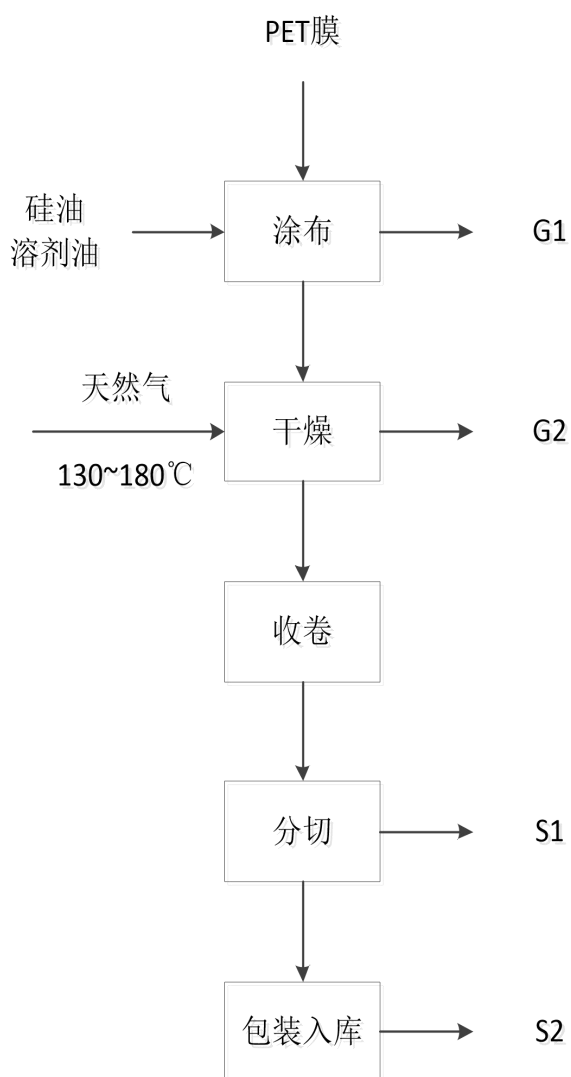 PET膜
硅油
溶剂油
涂布
G1
天然气
130~180℃
干燥
G2
收卷
分切
S1
包装入库
S2